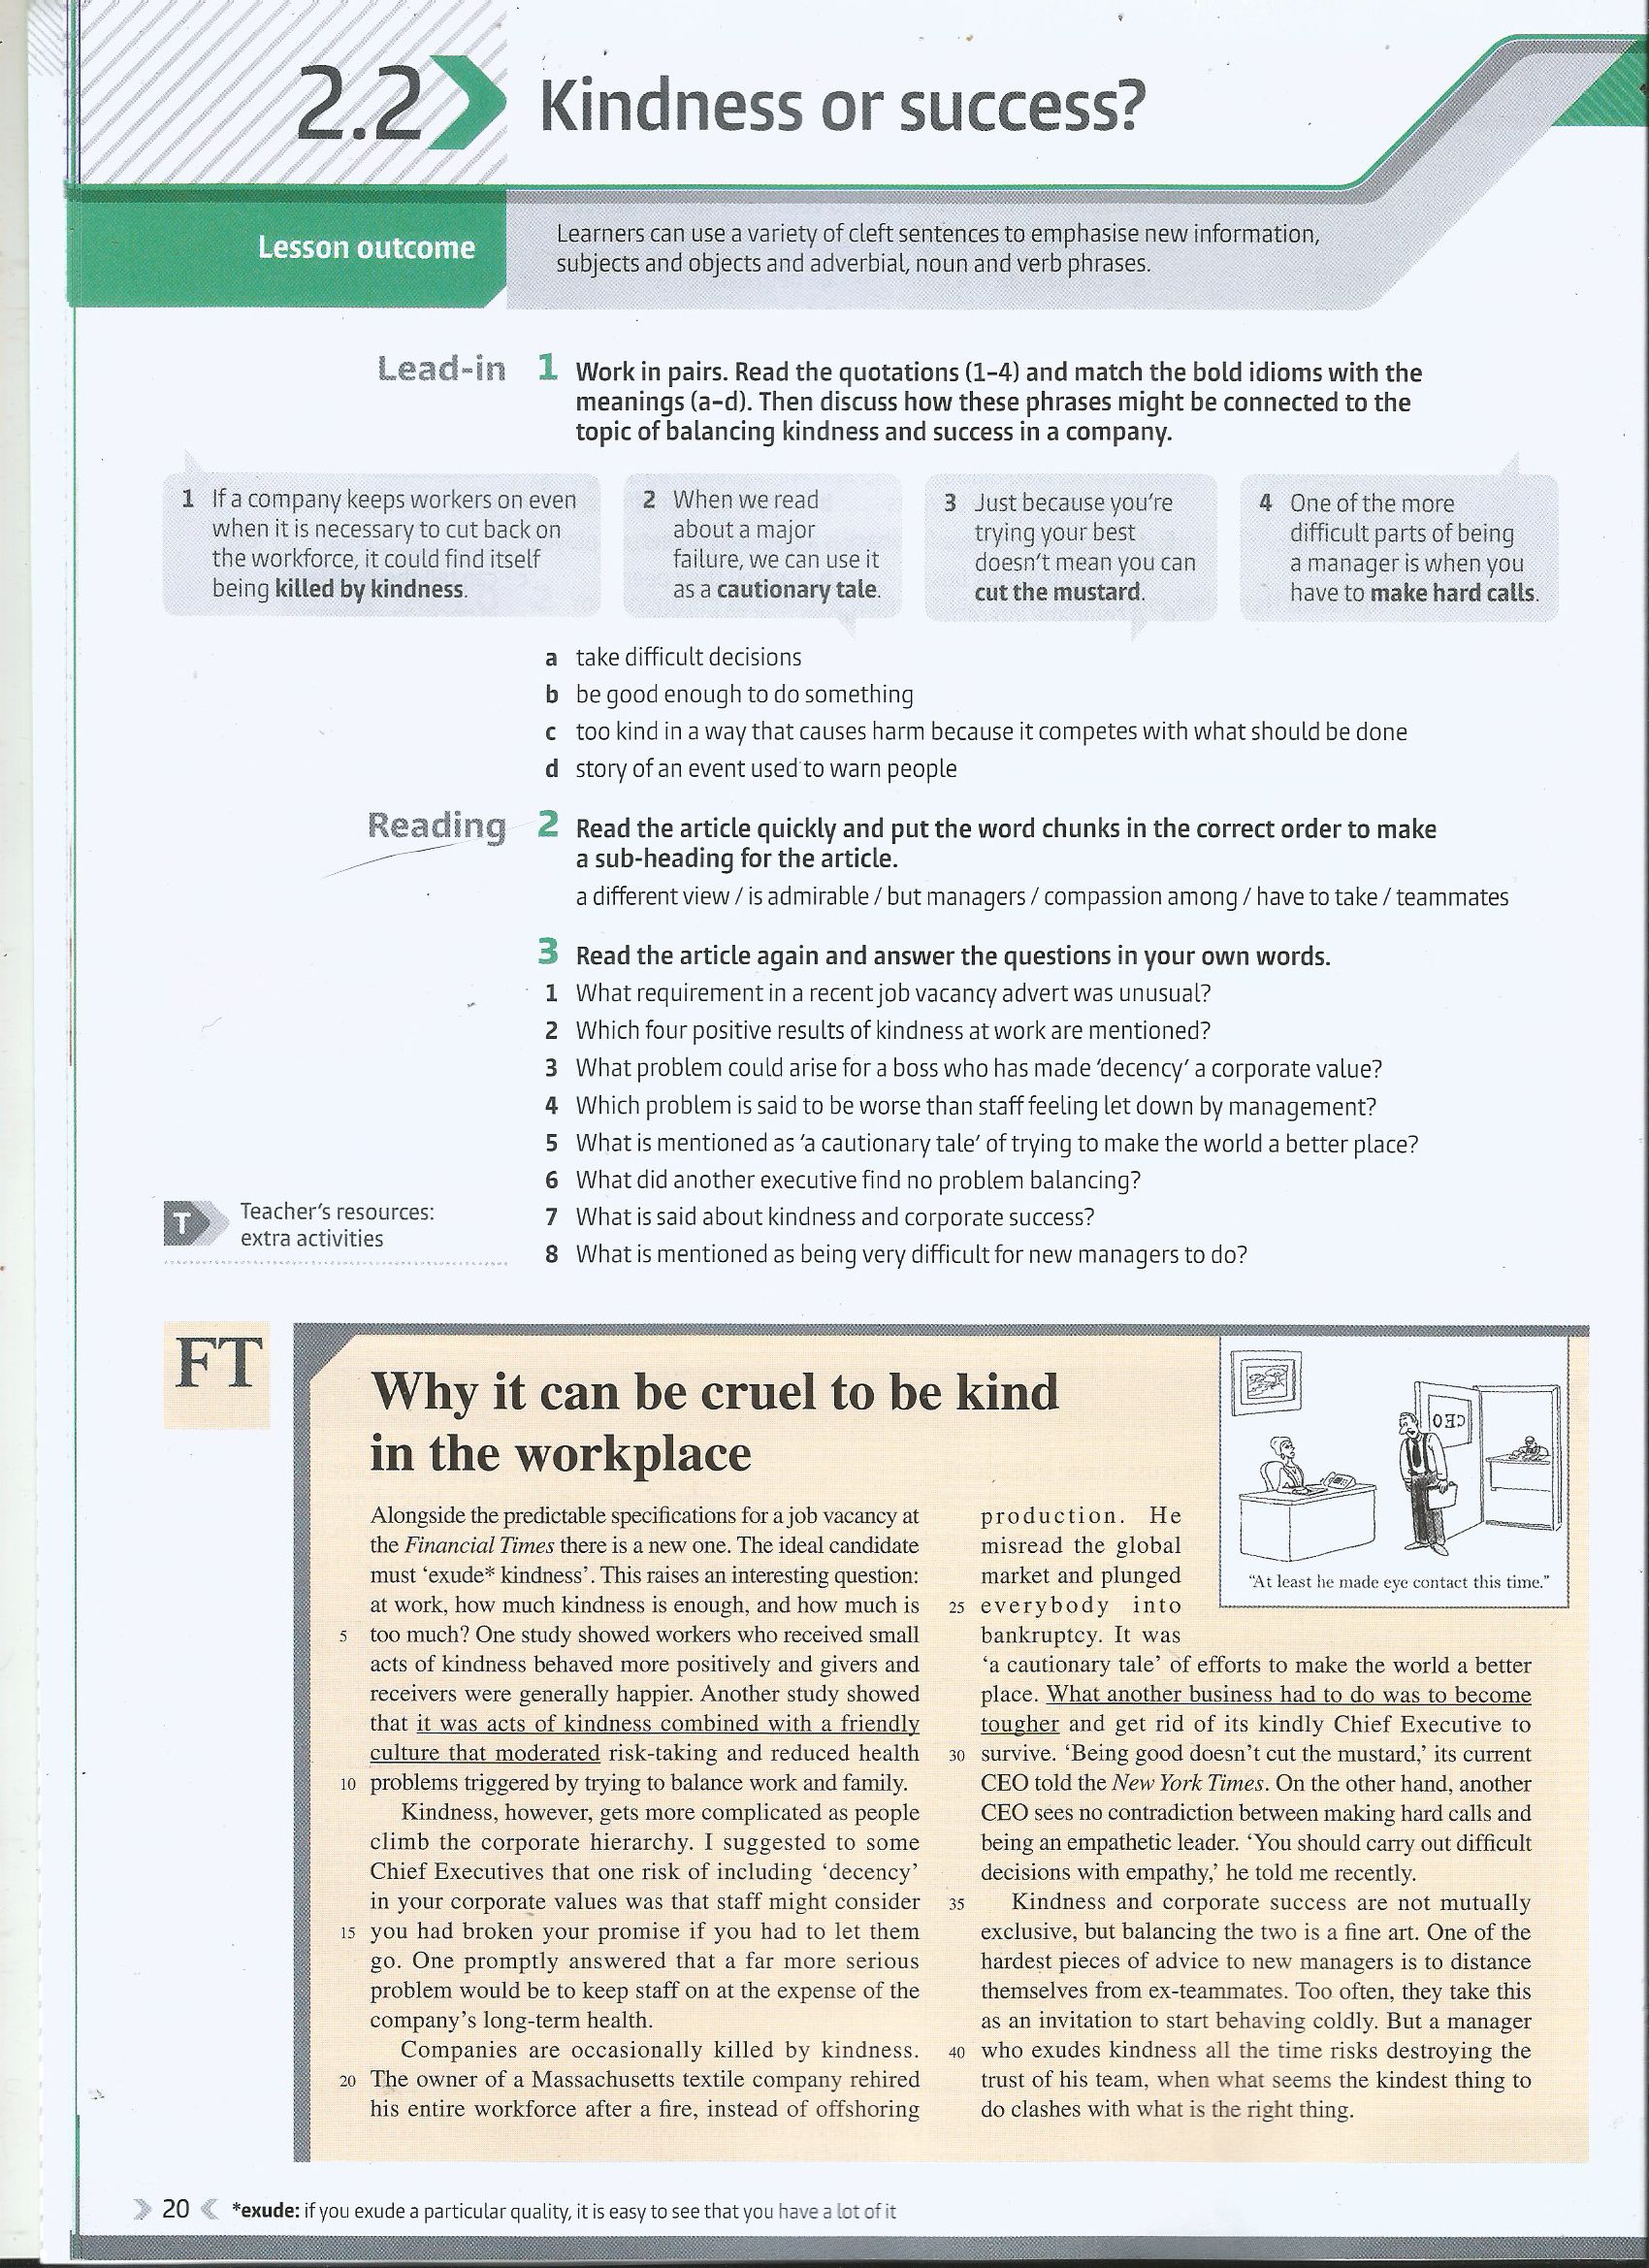 2.2
Kindness or success?
Lesson outcome
Learners can use a variety of cleft sentences to emphasise new information,
subjects and objects and adverbial, noun and verb phrases.
Lead-in
1 Work in pairs. Read the quotations (1–4) and match the bold idioms with the
meanings (a–d). Then discuss how these phrases might be connected to the
topic of balancing kindness and success in a company.
1 If a company keeps workers on even
when it is necessary to cut back on
the workforce, it could find itself
being killed by kindness.
2 When we read
about a major
failure, we can use it
as a cautionary tale.
3 Just because you're
trying your best
doesn't mean you can
cut the mustard.
4 One of the more
difficult parts of being
a manager is when you
have to make hard calls.
a take difficult decisions
b be good enough to do something
c too kind in a way that causes harm because it competes with what should be done
d story of an event used to warn people
Reading
2 Read the article quickly and put the word chunks in the correct order to make
a sub-heading for the article.
a different view / is admirable / but managers / compassion among / have to take / teammates
3 Read the article again and answer the questions in your own words.
1 What requirement in a recent job vacancy advert was unusual?
2 Which four positive results of kindness at work are mentioned?
3 What problem could arise for a boss who has made 'decency' a corporate value?
4 Which problem is said to be worse than staff feeling let down by management?
5 What is mentioned as 'a cautionary tale' of trying to make the world a better place?
6 What did another executive find no problem balancing?
7 What is said about kindness and corporate success?
8 What is mentioned as being very difficult for new managers to do?
T
Teacher's resources:
extra activities
FT
Why it can be cruel to be kind
in the workplace
Alongside the predictable specifications for a job vacancy at
the Financial Times there is a new one. The ideal candidate
must 'exude* kindness'. This raises an interesting question:
at work, how much kindness is enough, and how much is
5 too much? One study showed workers who received small
acts of kindness behaved more positively and givers and
receivers were generally happier. Another study showed
that it was acts of kindness combined with a friendly
culture that moderated risk-taking and reduced health
10 problems triggered by trying to balance work and family.
Kindness, however, gets more complicated as people
climb the corporate hierarchy. I suggested to some
Chief Executives that one risk of including 'decency'
in your corporate values was that staff might consider
15 you had broken your promise if you had to let them
go. One promptly answered that a far more serious
problem would be to keep staff on at the expense of the
company's long-term health.
Companies are occasionally killed by kindness.
20 The owner of a Massachusetts textile company rehired
his entire workforce after a fire, instead of offshoring
production. He
misread the global
market and plunged
25 everybody into
bankruptcy. It was
'a cautionary tale' of efforts to make the world a better
place. What another business had to do was to become
tougher and get rid of its kindly Chief Executive to
30 survive. 'Being good doesn't cut the mustard,' its current
CEO told the New York Times. On the other hand, another
CEO sees no contradiction between making hard calls and
being an empathetic leader. 'You should carry out difficult
decisions with empathy,' he told me recently.
35 Kindness and corporate success are not mutually
exclusive, but balancing the two is a fine art. One of the
hardest pieces of advice to new managers is to distance
themselves from ex-teammates. Too often, they take this
as an invitation to start behaving coldly. But a manager
40 who exudes kindness all the time risks destroying the
trust of his team, when what seems the kindest thing to
do clashes with what is the right thing.
CEO
"At least he made eye contact this time."
20
*exude: if you exude a particular quality, it is easy to see that you have a lot of it